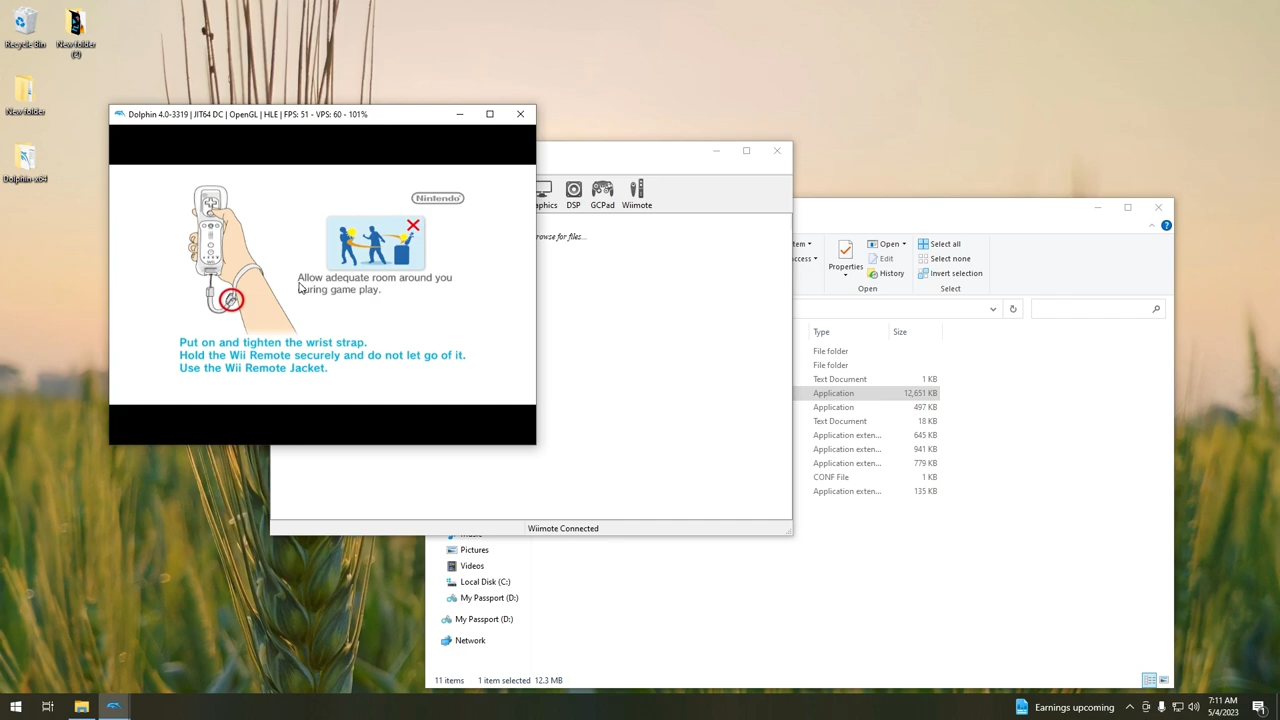 Recycle Bin
New folder
(3)
New folder
Dolphin-x64
Dolphin 4.0-3319 | JIT64 DC | OpenGL | HLE | FPS: 51 - VPS: 60 - 101%
Nintendo
Allow adequate room around you
during game play.
Put on and tighten the wrist strap.
Hold the Wii Remote securely and do not let go of it.
Use the Wii Remote Jacket.
DSP
GCPad
Wiimote
Wiimote Connected
Properties
Open
Edit
History
Open
Select all
Select none
Invert selection
Select
Type Size
File folder
File folder
Text Document 1 KB
Application 12,651 KB
Application 497 KB
Text Document 18 KB
Application exten... 645 KB
Application exten... 941 KB
Application exten... 779 KB
CONF File 1 KB
Application exten... 135 KB
Pictures
Videos
Local Disk (C:)
My Passport (D:)
My Passport (D:)
Network
11 items 1 item selected 12.3 MB
Earnings upcoming
7:11 AM
5/4/2023